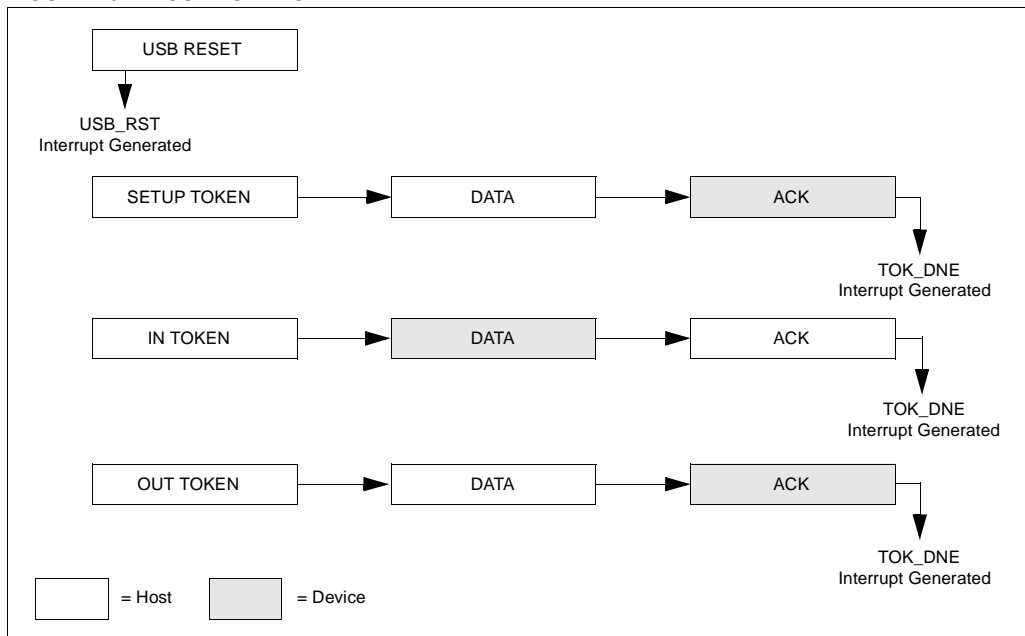 USB RESET
USB_RST
Interrupt Generated
SETUP TOKEN
DATA
ACK
TOK_DNE
Interrupt Generated
IN TOKEN
DATA
ACK
TOK_DNE
Interrupt Generated
OUT TOKEN
DATA
ACK
TOK_DNE
Interrupt Generated
= Host
= Device